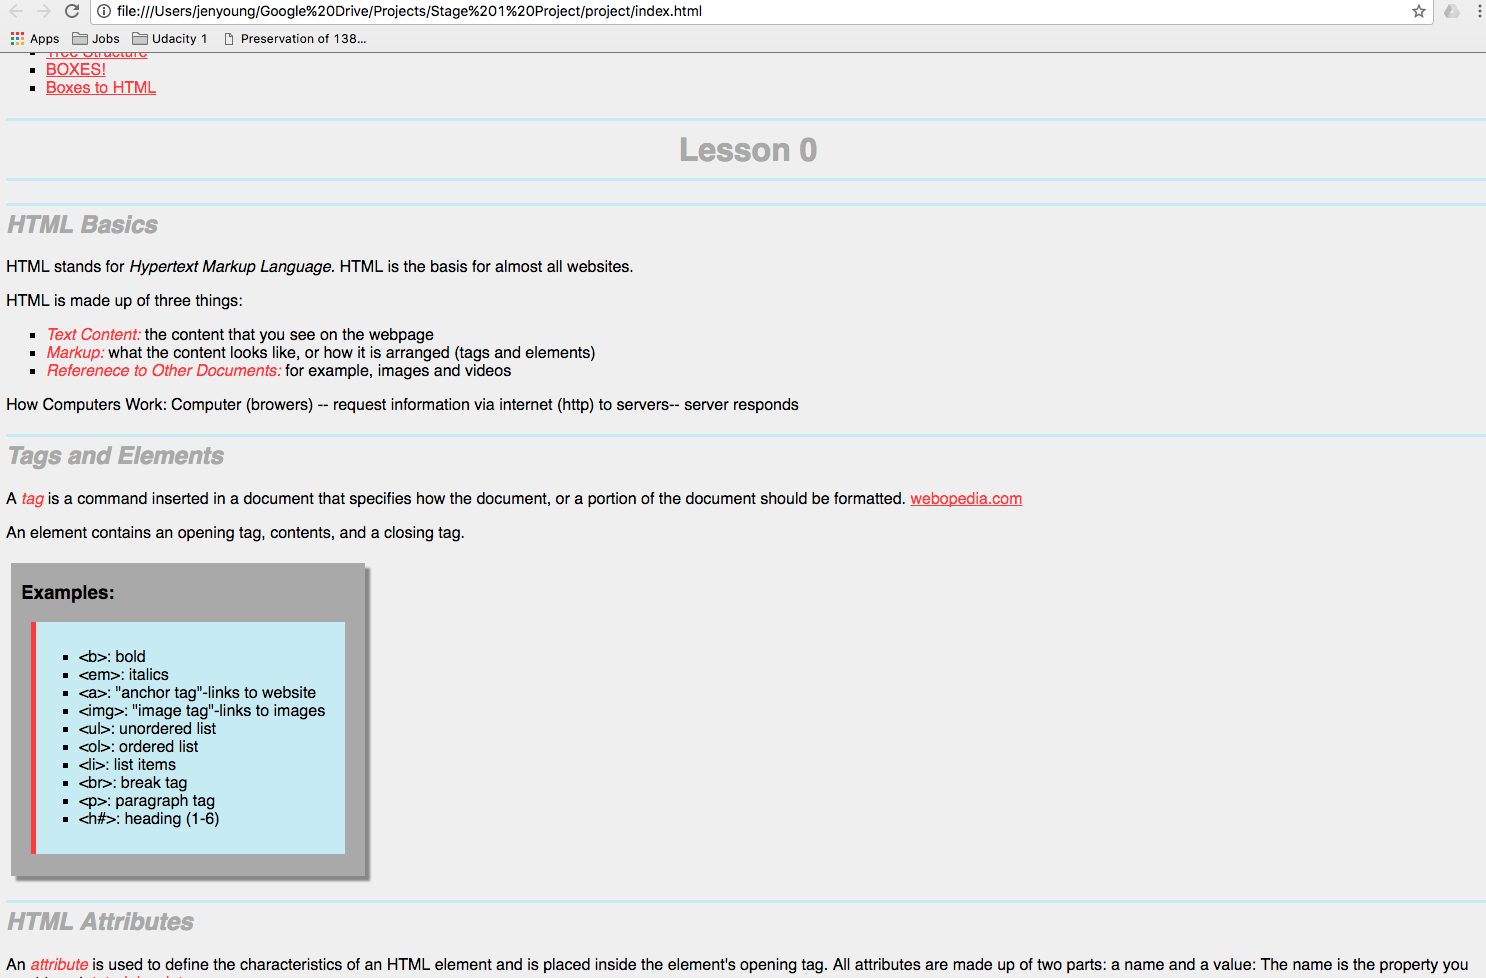 file:///Users/jenyoung/Google%20Drive/Projects/Stage%201%20Project/project/index.html
Apps Jobs Udacity 1 Preservation of 138...
Tree Structure
BOXES!
Boxes to HTML
Lesson 0
HTML Basics
HTML stands for Hypertext Markup Language. HTML is the basis for almost all websites.
HTML is made up of three things:
Text Content: the content that you see on the webpage
Markup: what the content looks like, or how it is arranged (tags and elements)
Referenece to Other Documents: for example, images and videos
How Computers Work: Computer (browers) -- request information via internet (http) to servers-- server responds
Tags and Elements
A tag is a command inserted in a document that specifies how the document, or a portion of the document should be formatted. webopedia.com
An element contains an opening tag, contents, and a closing tag.
Examples:
<b>: bold
<em>: italics
<a>: "anchor tag"-links to website
<img>: "image tag"-links to images
<ul>: unordered list
<ol>: ordered list
<li>: list items
<br>: break tag
<p>: paragraph tag
<h#>: heading (1-6)
HTML Attributes
An attribute is used to define the characteristics of an HTML element and is placed inside the element's opening tag. All attributes are made up of two parts: a name and a value: The name is the property you